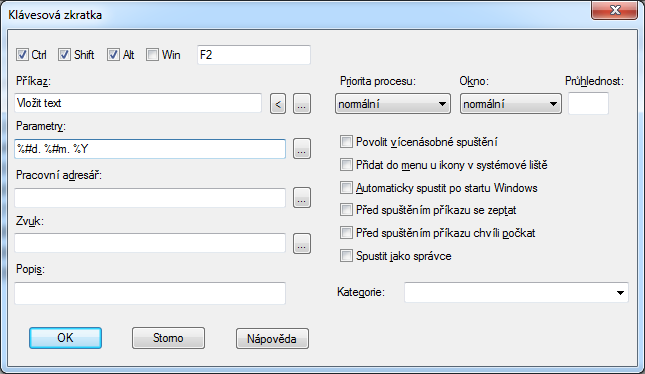 Klávesová zkratka
Ctrl Shift Alt Win F2
Příkaz:
Vložit text < ...
Parametry:
%#d. %#m. %Y ...
Pracovní adresář:
...
Zvuk:
...
Popis:
Priorita procesu: Okno: Průhlednost:
normální normální
Povolit vícenásobné spuštění
Přidat do menu u ikony v systémové liště
Automaticky spustit po startu Windows
Před spuštěním příkazu se zeptat
Před spuštěním příkazu chvíli počkat
Spustit jako správce
Kategorie:
OK Storno Nápověda